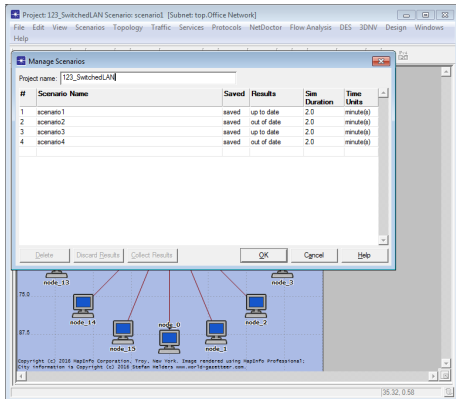 Project: 123_SwitchedLAN Scenario: scenario1 [Subnet: top.Office Network]
File Edit View Scenarios Topology Traffic Services Protocols NetDoctor Flow Analysis DES 3DNV Design Windows
Help
Manage Scenarios
Project name: 123_SwitchedLAN
# Scenario Name Saved Results Sim Duration Time Units
1 scenario1 saved up to date 2.0 minute(s)
2 scenario2 saved out of date 2.0 minute(s)
3 scenario3 saved up to date 2.0 minute(s)
4 scenario4 saved out of date 2.0 minute(s)
Delete Discard Results Collect Results OK Cancel Help
node_13 node_3
75.0
node_14 node_0 node_2
87.5
node_15 node_1
Copyright (c) 2016 MapInfo Corporation, Troy, New York. Image rendered using MapInfo Professional;
City information is Copyright (c) 2016 Stefan Helders www.world-gazetteer.com.
35.32, 0.58